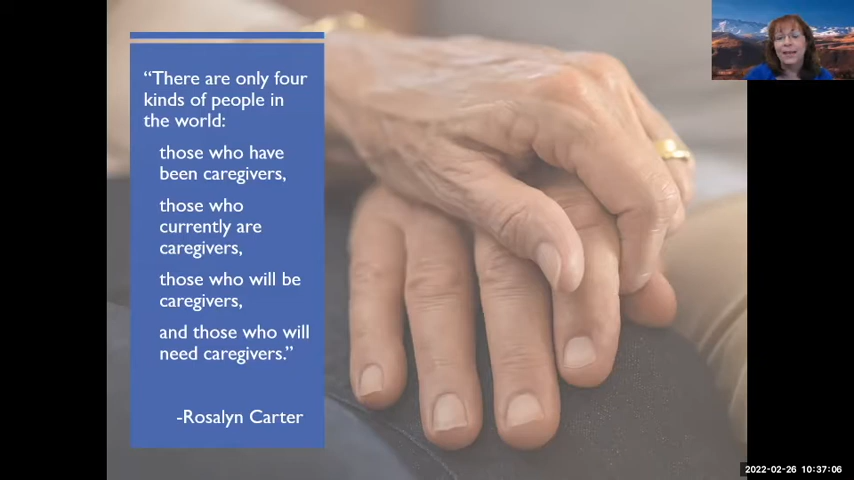 “There are only four
kinds of people in
the world:
those who have
been caregivers,
those who
currently are
caregivers,
those who will be
caregivers,
and those who will
need caregivers.”
-Rosalyn Carter
2022-02-26 10:37:06